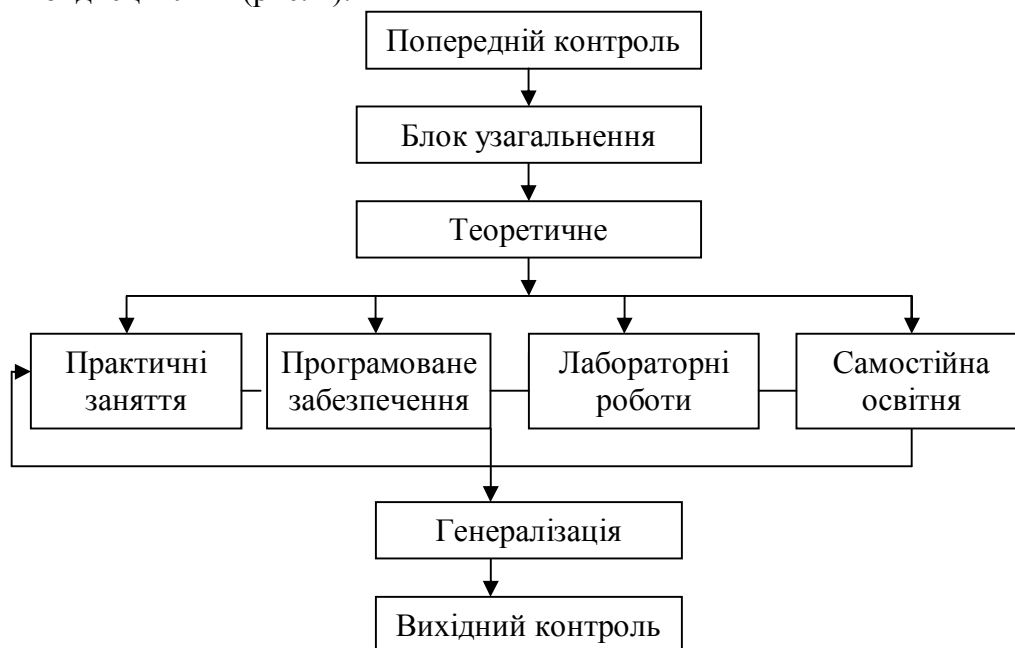 Попередній контроль
Блок узагальнення
Теоретичне
Практичні
заняття
Програмоване
забезпечення
Лабораторні
роботи
Самостійна
освітня
Генералізація
Вихідний контроль